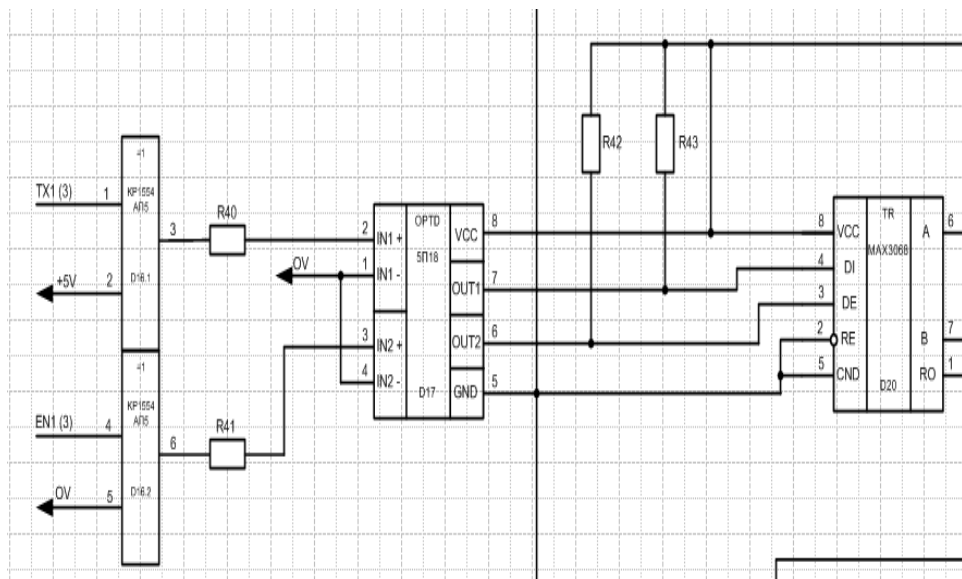 TX1 (3)
1
=1
КР1554
АП5
D16.1
3
+5V
2
R40
=1
КР1554
АП5
D16.2
EN1 (3)
4
6
0V
5
R41
0V
2
1
3
4
IN1 +
IN1 -
IN2 +
IN2 -
OPTD
5П18
D17
VCC
OUT1
OUT2
GND
8
7
6
5
R42
R43
8
4
3
2
5
VCC
DI
DE
RE
CND
TR
MAX3068
D20
A
B
RO
6
7
1